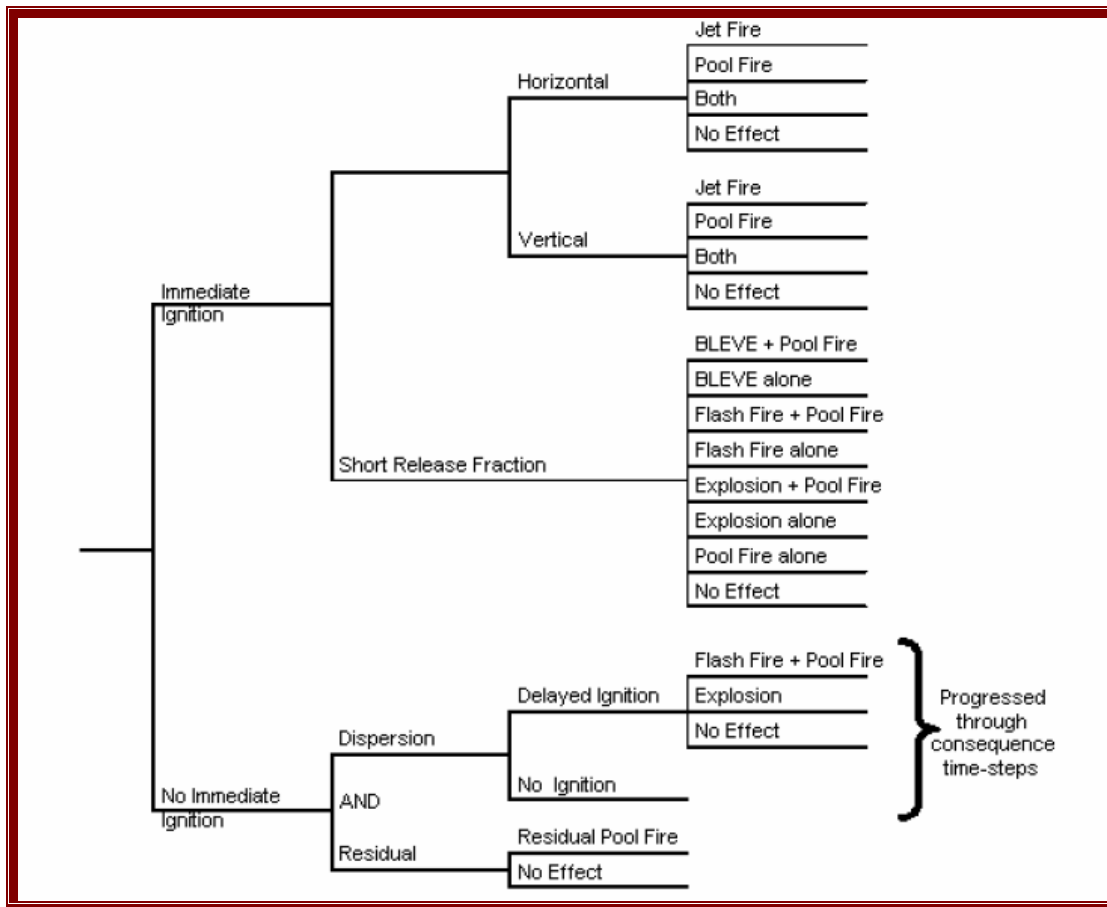 Jet Fire
Pool Fire
Horizontal
Both
No Effect
Jet Fire
Pool Fire
Vertical
Both
No Effect
Immediate
Ignition
BLEVE + Pool Fire
BLEVE alone
Flash Fire + Pool Fire
Flash Fire alone
Short Release Fraction
Explosion + Pool Fire
Explosion alone
Pool Fire alone
No Effect
Flash Fire + Pool Fire
Delayed Ignition
Explosion
No Effect
Dispersion
No Ignition
Progressed
through
consequence
time-steps
No Immediate
Ignition
AND
Residual
Residual Pool Fire
No Effect